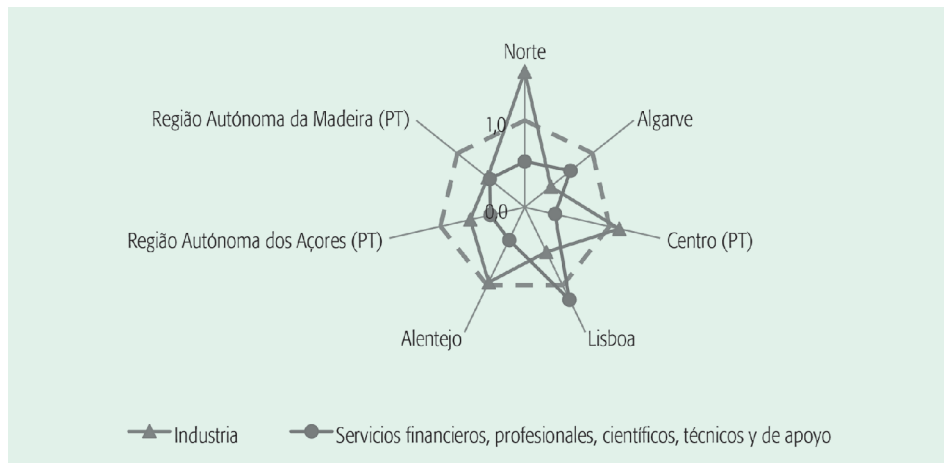 Norte
Região Autónoma da Madeira (PT)
1,0
Algarve
0,0
Região Autónoma dos Açores (PT)
Centro (PT)
Alentejo
Lisboa
Industria
Servicios financieros, profesionales, científicos, técnicos y de apoyo